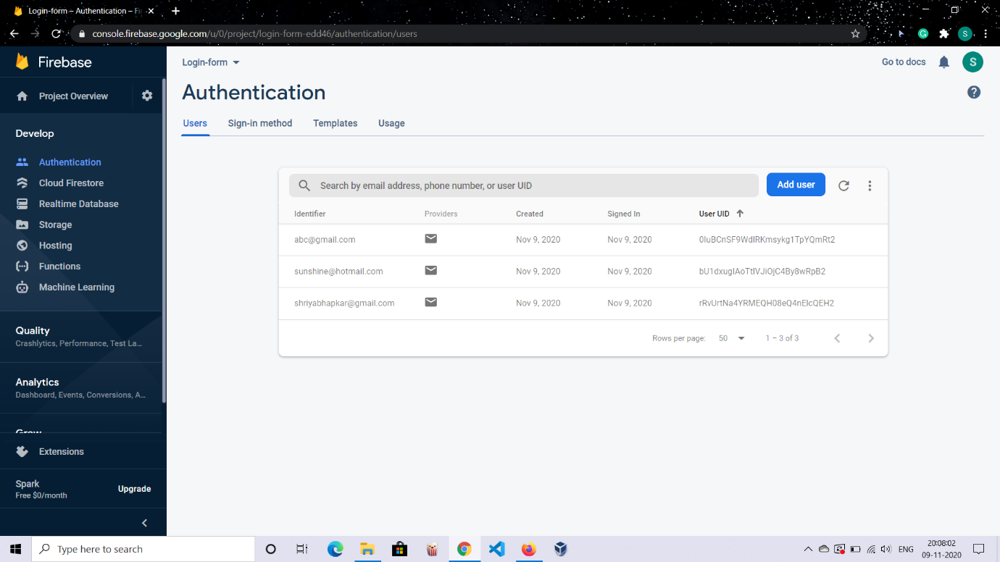 Login-form – Authentication – Fi
console.firebase.google.com/u/0/project/login-form-edd46/authentication/users
S
Firebase
Login-form
Go to docs
S
Project Overview
Authentication
?
Users Sign-in method Templates Usage
Develop
Authentication
Cloud Firestore
Realtime Database
Storage
Hosting
Functions
Machine Learning
Search by email address, phone number, or user UID
Add user
Identifier Providers Created Signed In User UID
abc@gmail.com Nov 9, 2020 Nov 9, 2020 0IuBCnSF9WdlRKmsykg1TpYQmRt2
sunshine@hotmail.com Nov 9, 2020 Nov 9, 2020 bU1dxugIAoTtIVJiOjC4By8wRpB2
shriyabhapkar@gmail.com Nov 9, 2020 Nov 9, 2020 rRvUrtNa4YRMEQH08eQ4nElcQEH2
Rows per page: 50 1 – 3 of 3
Quality
Crashlytics, Performance, Test La...
Analytics
Dashboard, Events, Conversions, A...
Grow
Extensions
Spark
Free $0/month
Upgrade
Type here to search
ENG
20:08:02
09-11-2020